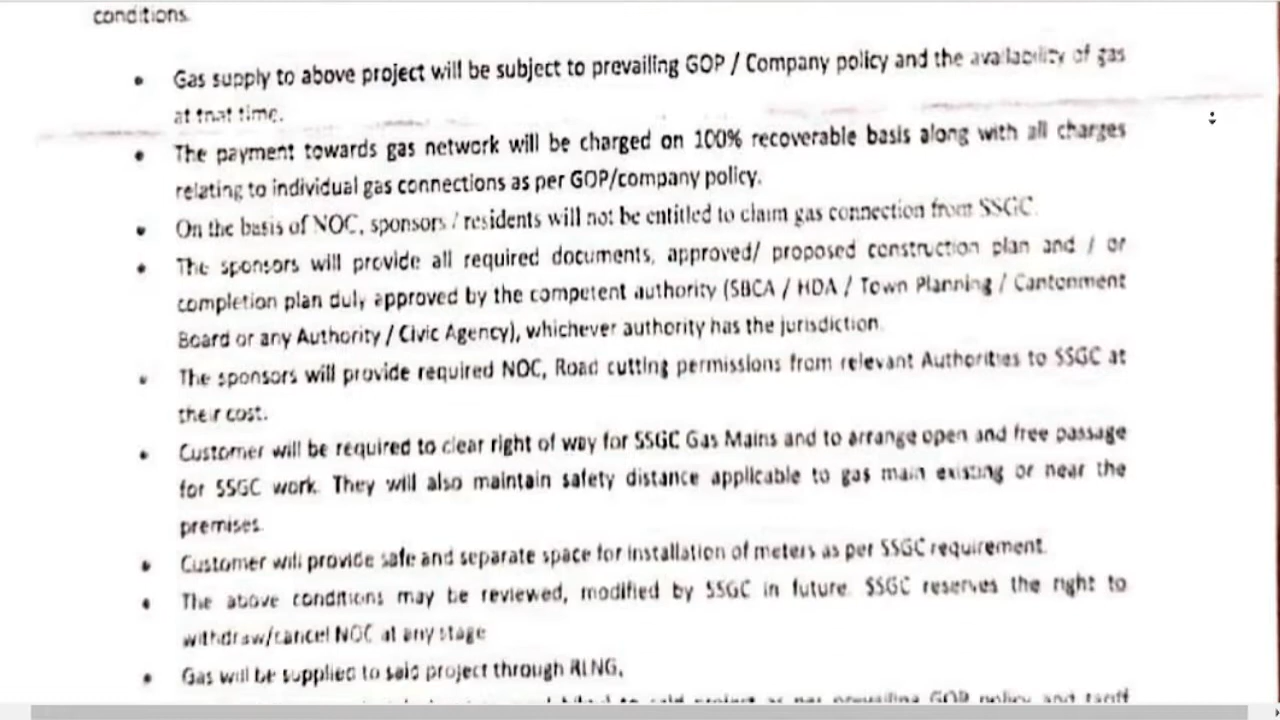 conditions.
• Gas supply to above project will be subject to prevailing GOP / Company policy and the availability of gas
at that time.
• The payment towards gas network will be charged on 100% recoverable basis along with all charges
relating to individual gas connections as per GOP/company policy.
• On the basis of NOC, sponsors / residents will not be entitled to claim gas connection from SSGC.
• The sponsors will provide all required documents, approved/ proposed construction plan and / or
completion plan duly approved by the competent authority (SBCA / HDA / Town Planning / Cantonment
Board or any Authority / Civic Agency), whichever authority has the jurisdiction.
• The sponsors will provide required NOC, Road cutting permissions from relevant Authorities to SSGC at
their cost.
• Customer will be required to clear right of way for SSGC Gas Mains and to arrange open and free passage
for SSGC work. They will also maintain safety distance applicable to gas main existing or near the
premises.
• Customer will provide safe and separate space for installation of meters as per SSGC requirement.
• The above conditions may be reviewed, modified by SSGC in future. SSGC reserves the right to
withdraw/cancel NOC at any stage
• Gas will be supplied to said project through RLNG.
said project as per prevailing GOP policy and tariff